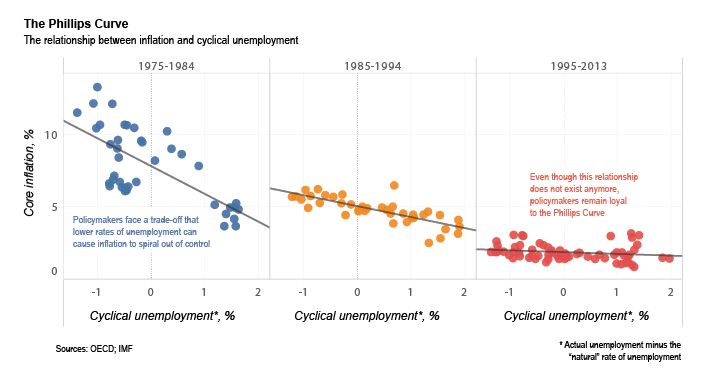 The Phillips Curve
The relationship between inflation and cyclical unemployment
1975-1984
1985-1994
1995-2013
Core inflation, %
10
5
0
Policymakers face a trade-off that
lower rates of unemployment can
cause inflation to spiral out of control
Even though this relationship
does not exist anymore,
policymakers remain loyal
to the Phillips Curve
-1 0 1 2
-1 0 1 2
-1 0 1 2
Cyclical unemployment*, %
Cyclical unemployment*, %
Cyclical unemployment*, %
Sources: OECD; IMF
* Actual unemployment minus the
"natural" rate of unemployment